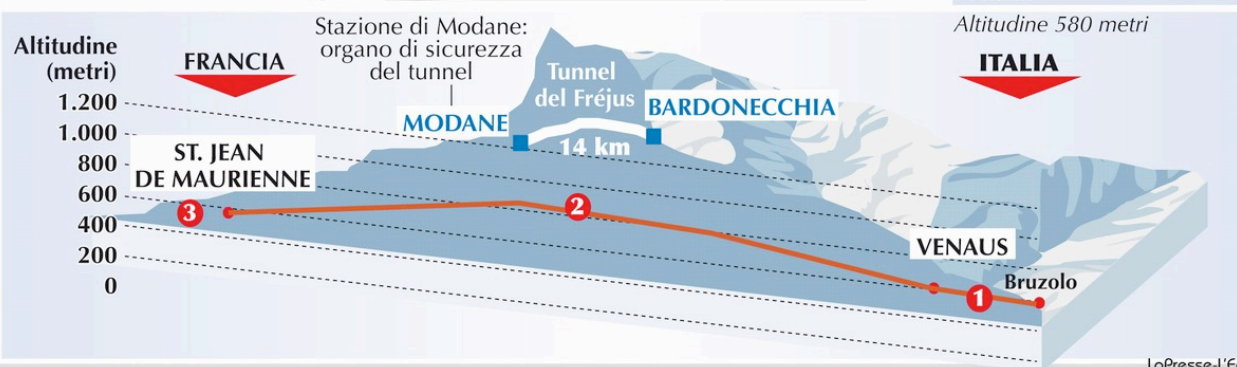 Altitudine 580 metri
Altitudine
(metri)
FRANCIA
Stazione di Modane:
organo di sicurezza
del tunnel
ITALIA
1.200
1.000
800
600
400
200
0
MODANE
Tunnel
del Fréjus
BARDONECCHIA
14 km
ST. JEAN
DE MAURIENNE
3
2
VENAUS
1
Bruzolo